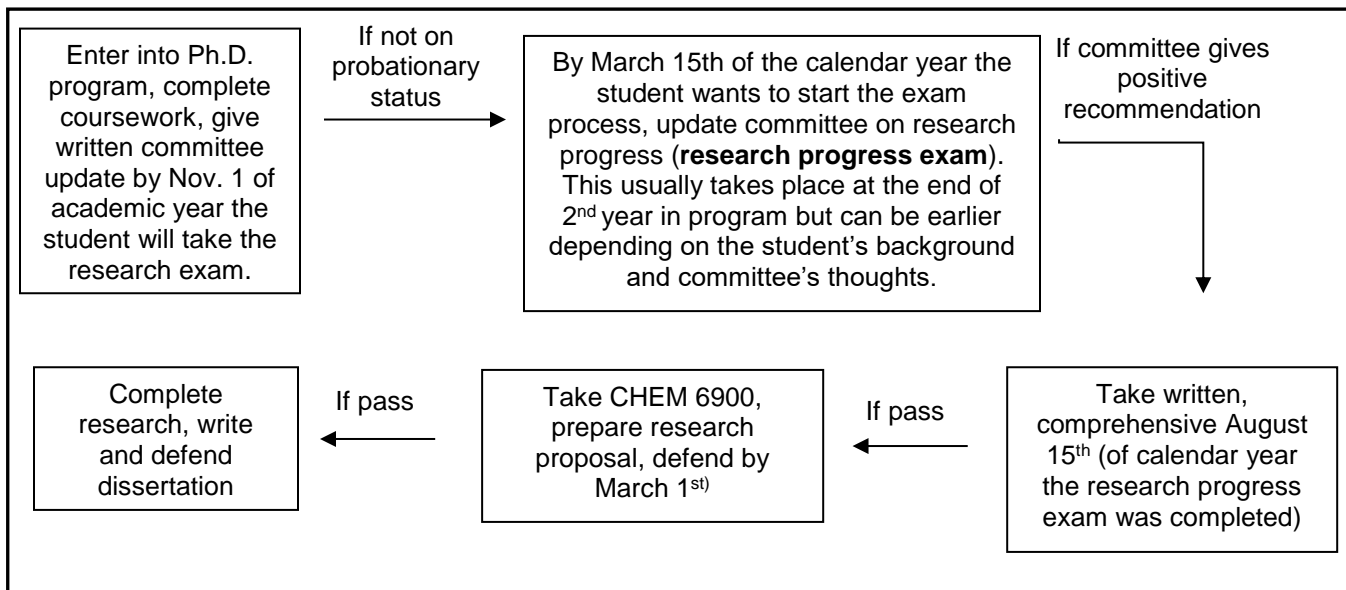 Enter into Ph.D.
program, complete
coursework, give
written committee
update by Nov. 1 of
academic year the
student will take the
research exam.
If not on
probationary
status
By March 15th of the calendar year the
student wants to start the exam
process, update committee on research
progress (research progress exam).
This usually takes place at the end of
2nd year in program but can be earlier
depending on the student's background
and committee's thoughts.
If committee gives
positive
recommendation
Take written,
comprehensive August
15th (of calendar year
the research progress
exam was completed)
If pass
Take CHEM 6900,
prepare research
proposal, defend by
March 1st)
If pass
Complete
research, write
and defend
dissertation